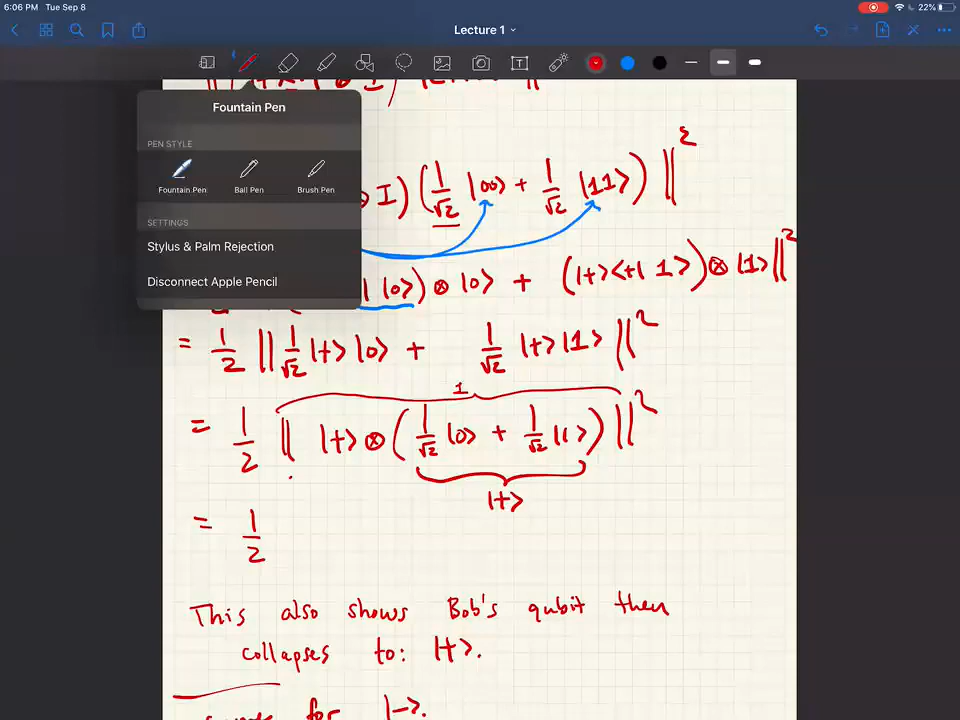 6:06 PM Tue Sep 8 22%
Lecture 1
T
Fountain Pen
PEN STYLE
Fountain Pen Ball Pen Brush Pen
SETTINGS
Stylus & Palm Rejection
Disconnect Apple Pencil
⊗ I) (1/√2 |00> + 1/√2 |11>) ||²
|0>) ⊗ |0> + (|+><+| 1>) ⊗ |1> ||²
= 1/2 || 1/√2 |+>|0> + 1/√2 |+>|1> ||²
1
= 1/2 || |+> ⊗ (1/√2 |0> + 1/√2 |1>) ||²
|+>
= 1/2
This also shows Bob's qubit then
collapses to: |+>.
for |->.